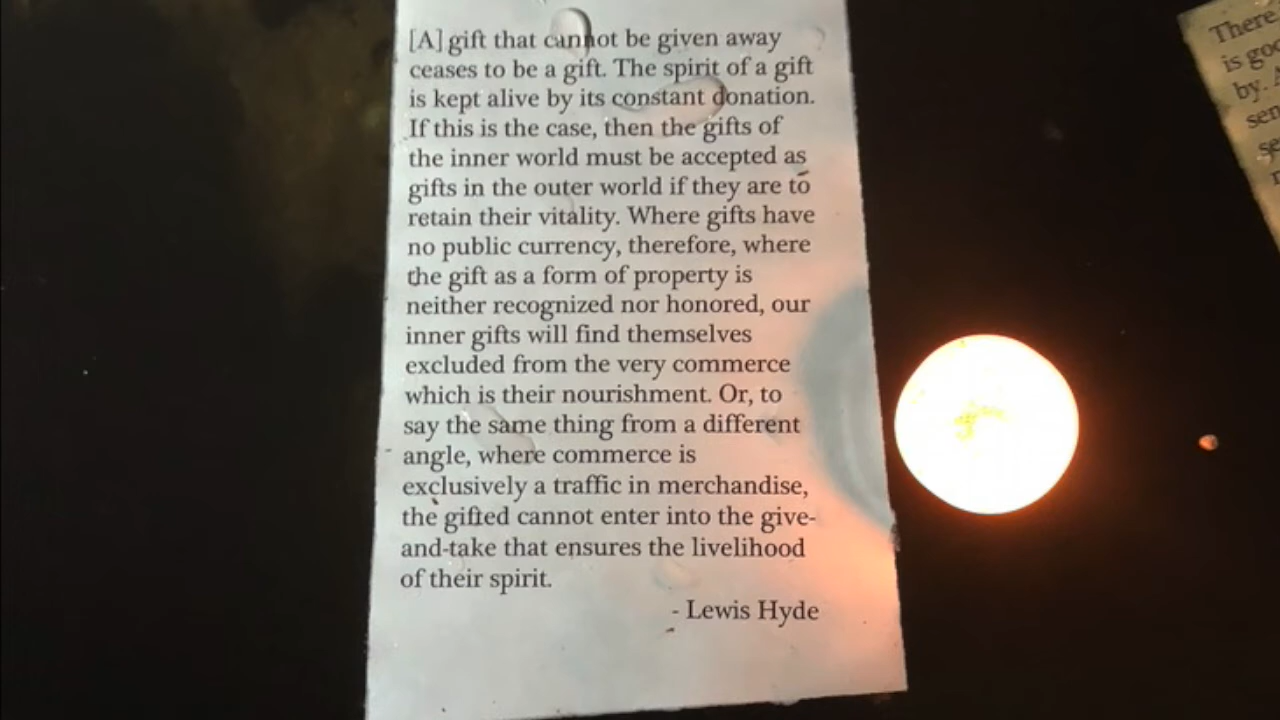 [A] gift that cannot be given away
ceases to be a gift. The spirit of a gift
is kept alive by its constant donation.
If this is the case, then the gifts of
the inner world must be accepted as
gifts in the outer world if they are to
retain their vitality. Where gifts have
no public currency, therefore, where
the gift as a form of property is
neither recognized nor honored, our
inner gifts will find themselves
excluded from the very commerce
which is their nourishment. Or, to
say the same thing from a different
angle, where commerce is
exclusively a traffic in merchandise,
the gifted cannot enter into the give-
and-take that ensures the livelihood
of their spirit.
- Lewis Hyde
There
is
by.